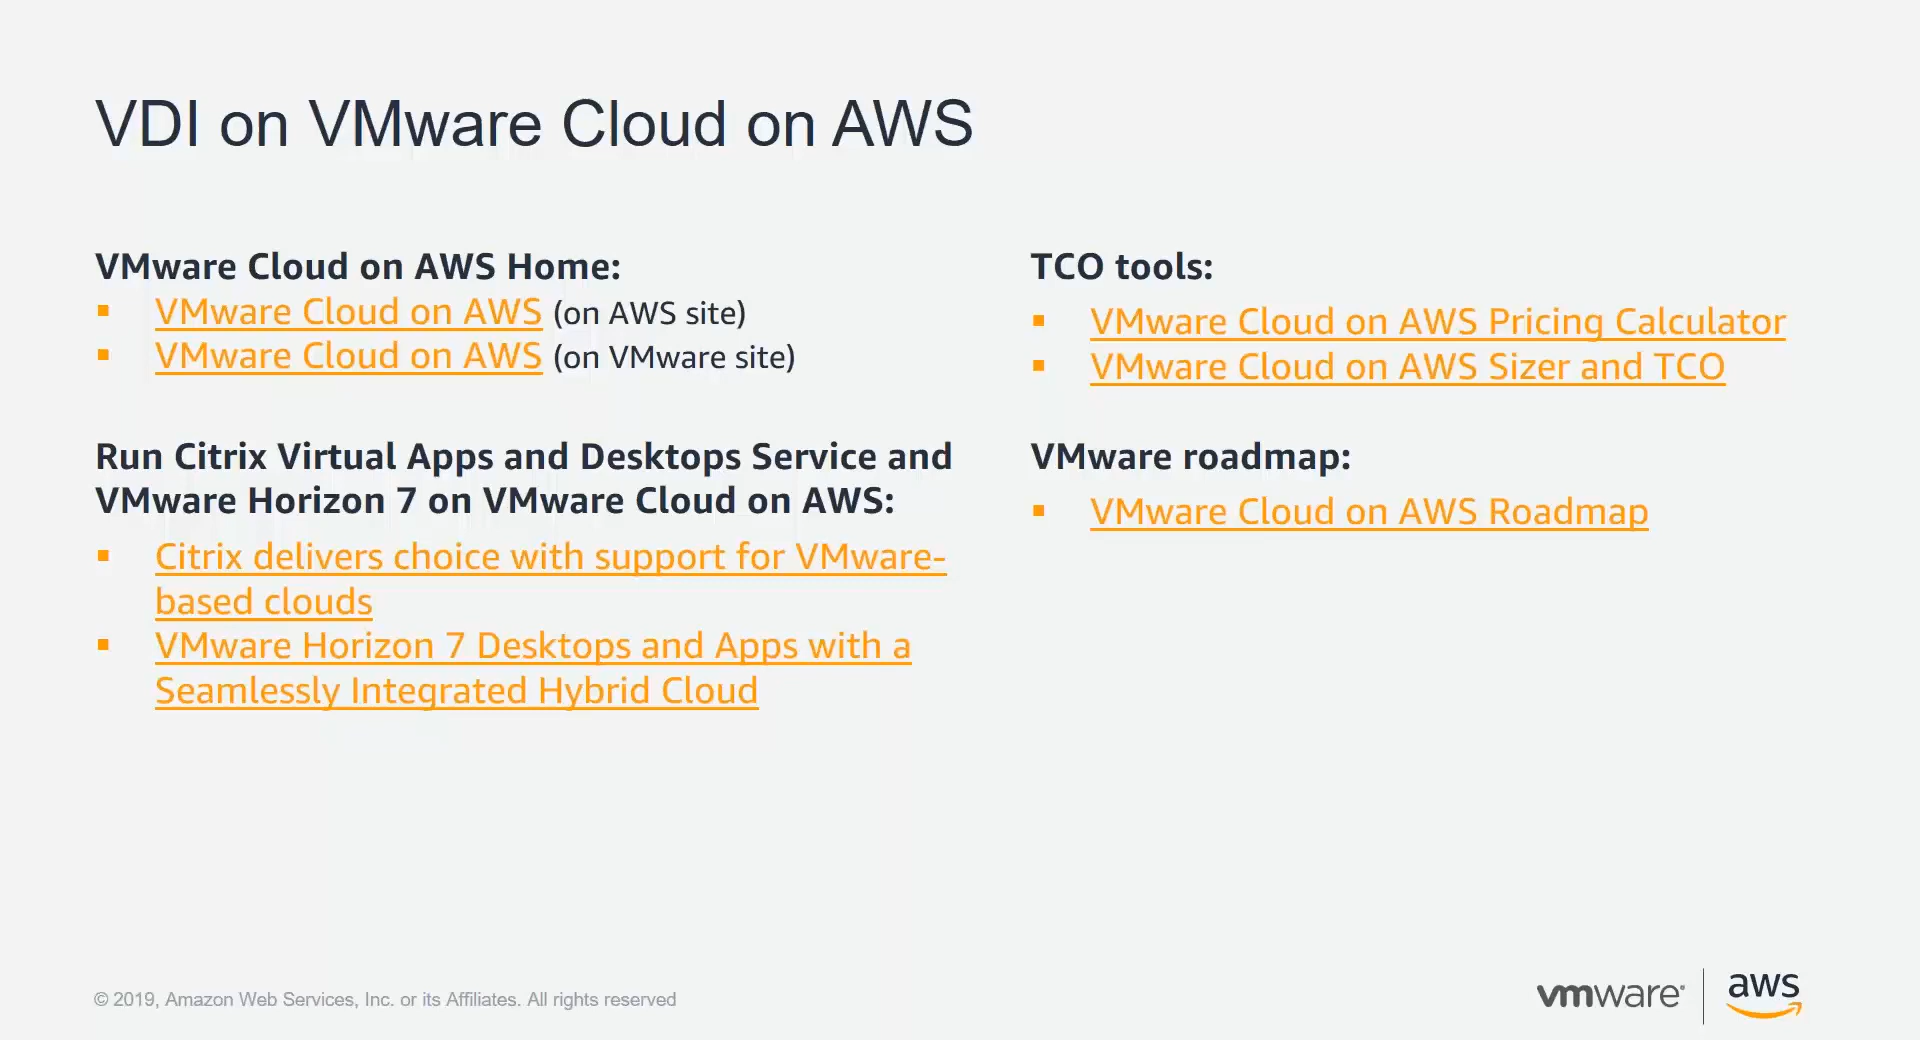 VDI on VMware Cloud on AWS
VMware Cloud on AWS Home:
▪ VMware Cloud on AWS (on AWS site)
▪ VMware Cloud on AWS (on VMware site)
Run Citrix Virtual Apps and Desktops Service and
VMware Horizon 7 on VMware Cloud on AWS:
▪ Citrix delivers choice with support for VMware-
based clouds
▪ VMware Horizon 7 Desktops and Apps with a
Seamlessly Integrated Hybrid Cloud
TCO tools:
▪ VMware Cloud on AWS Pricing Calculator
▪ VMware Cloud on AWS Sizer and TCO
VMware roadmap:
▪ VMware Cloud on AWS Roadmap
© 2019, Amazon Web Services, Inc. or its Affiliates. All rights reserved
vmware®
aws